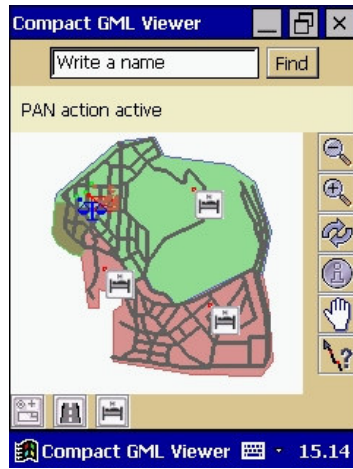 Compact GML Viewer
Write a name
Find
PAN action active
Compact GML Viewer
15.14